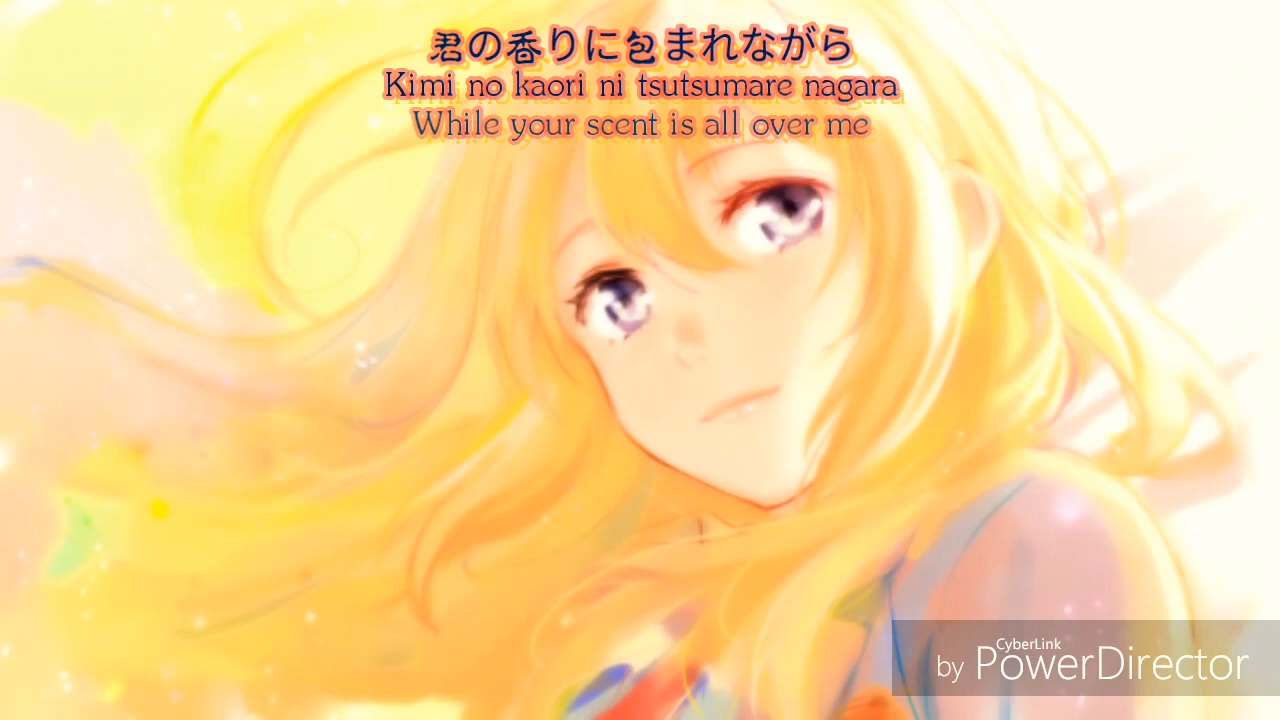 君の香りに包まれながら
Kimi no kaori ni tsutsumare nagara
While your scent is all over me
CyberLink
by PowerDirector